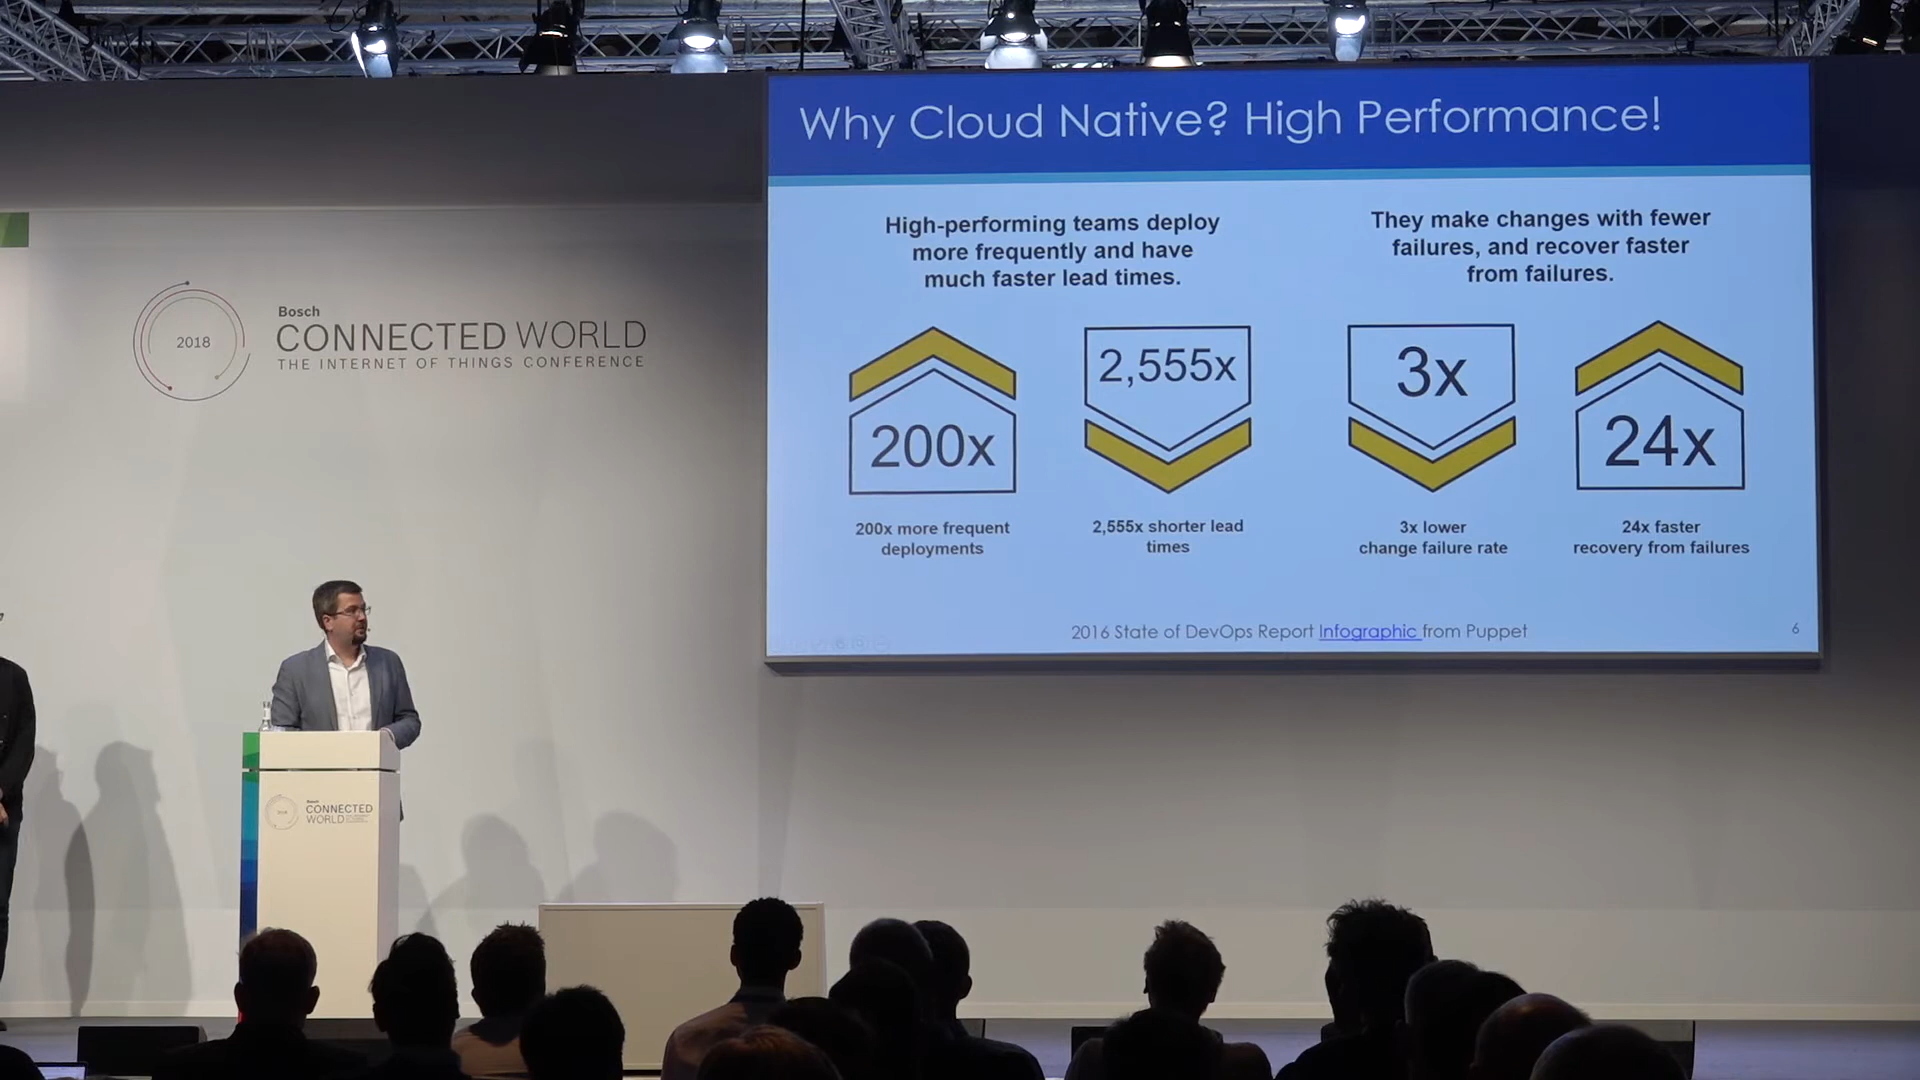 Why Cloud Native? High Performance!
High-performing teams deploy
more frequently and have
much faster lead times.
They make changes with fewer
failures, and recover faster
from failures.
200x
2,555x
3x
24x
200x more frequent
deployments
2,555x shorter lead
times
3x lower
change failure rate
24x faster
recovery from failures
2016 State of DevOps Report Infographic from Puppet
6
2018
Bosch
CONNECTED WORLD
THE INTERNET OF THINGS CONFERENCE
Bosch
CONNECTED
WORLD